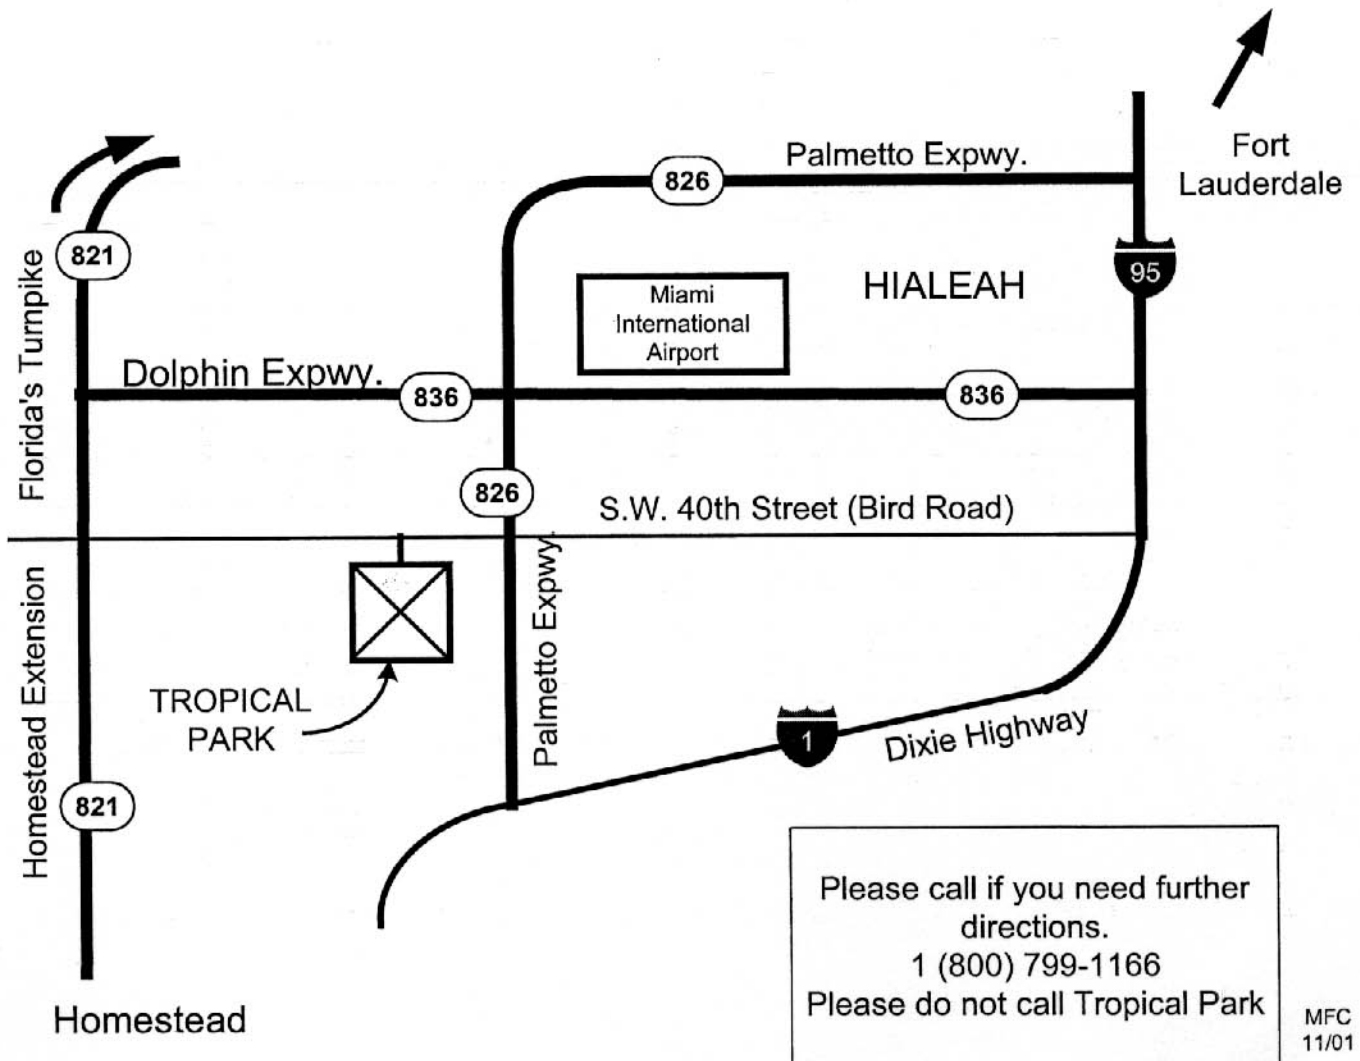 Fort
Lauderdale
Palmetto Expwy.
826
821
95
HIALEAH
Miami
International
Airport
Florida's Turnpike
Dolphin Expwy.
836
836
826
S.W. 40th Street (Bird Road)
Palmetto Expwy.
Homestead Extension
TROPICAL
PARK
1
Dixie Highway
821
Please call if you need further
directions.
1 (800) 799-1166
Please do not call Tropical Park
Homestead
MFC
11/01